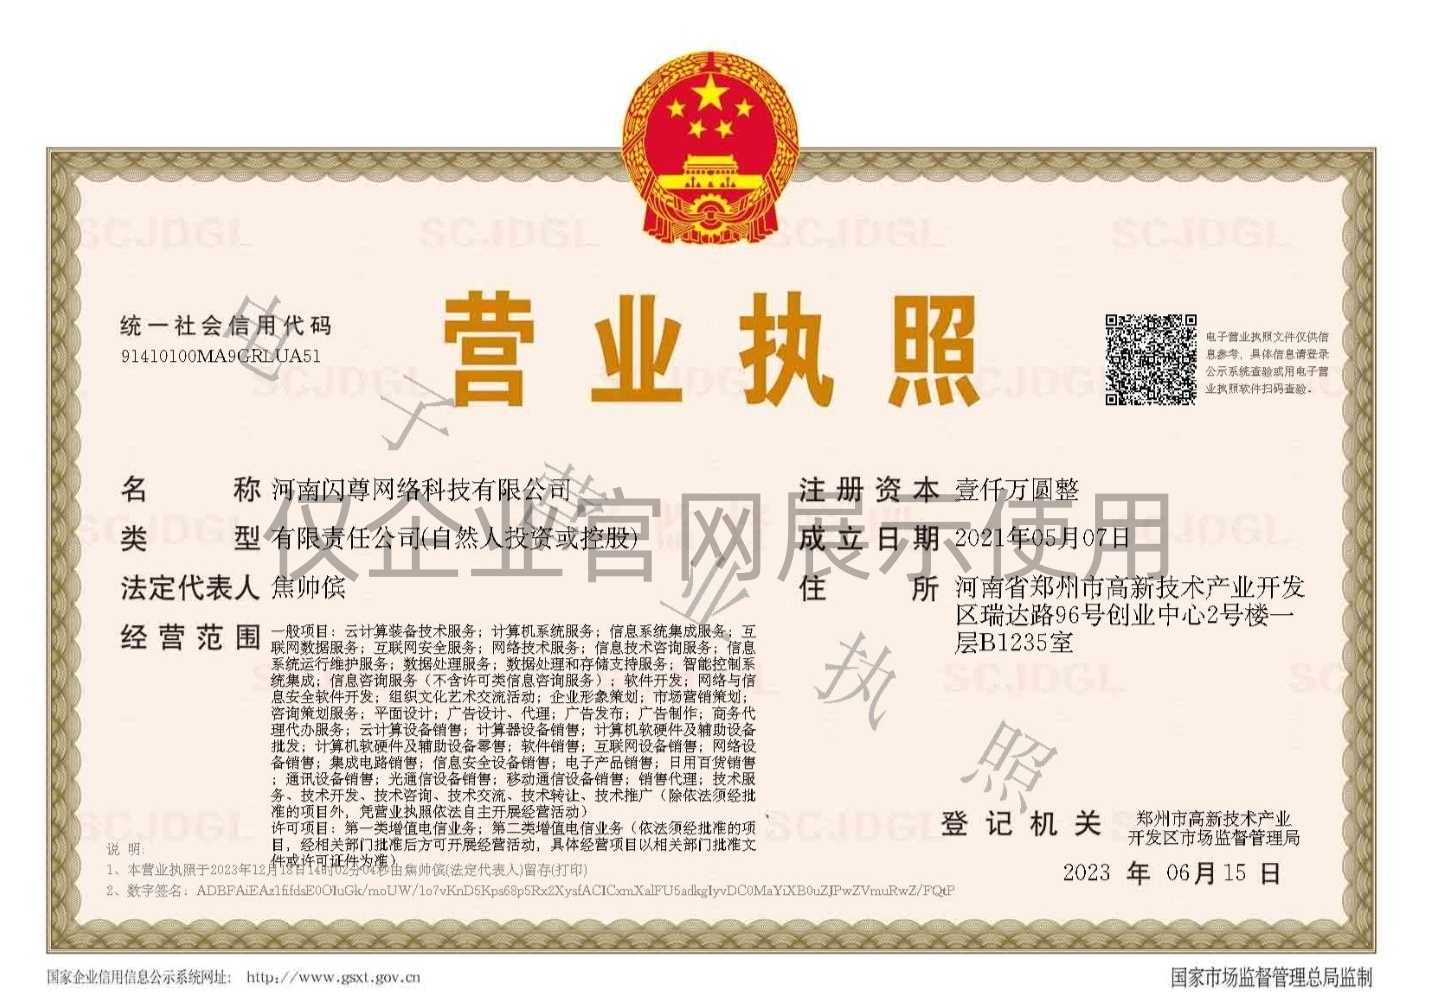 营业执照
统一社会信用代码
91410100MA9GRLUA51
电子营业执照文件仅供信
息参考，具体信息请登录
公示系统查验或用电子营
业执照软件扫码查验。
名 称 河南闪尊网络科技有限公司
类 型 有限责任公司(自然人投资或控股)
法定代表人 焦帅傧
经营范围 一般项目：云计算装备技术服务；计算机系统服务；信息系统集成服务；互
联网数据服务；互联网安全服务；网络技术服务；信息技术咨询服务；信息
系统运行维护服务；数据处理服务；数据处理和存储支持服务；智能控制系
统集成；信息咨询服务（不含许可类信息咨询服务）；软件开发；网络与信
息安全软件开发；组织文化艺术交流活动；企业形象策划；市场营销策划；
咨询策划服务；平面设计；广告设计、代理；广告发布；广告制作；商务代
理代办服务；云计算设备销售；计算器设备销售；计算机软硬件及辅助设备
批发；计算机软硬件及辅助设备零售；软件销售；互联网设备销售；网络设
备销售；集成电路销售；信息安全设备销售；电子产品销售；日用百货销售
；通讯设备销售；光通信设备销售；移动通信设备销售；销售代理；技术服
务、技术开发、技术咨询、技术交流、技术转让、技术推广（除依法须经批
准的项目外，凭营业执照依法自主开展经营活动）
许可项目：第一类增值电信业务；第二类增值电信业务（依法须经批准的项
目，经相关部门批准后方可开展经营活动，具体经营项目以相关部门批准文
件或许可证件为准）
注册资本 壹仟万圆整
成立日期 2021年05月07日
住 所 河南省郑州市高新技术产业开发
区瑞达路96号创业中心2号楼一
层B1235室
登记机关 郑州市高新技术产业
开发区市场监督管理局
2023 年 06月15 日
说 明:
1、本营业执照于2023年12月18日14时02分04秒由焦帅傧(法定代表人)留存(打印)
2、数字签名：
国家企业信用信息公示系统网址： http://www.gsxt.gov.cn
国家市场监督管理总局监制
仅企业官网展示使用
电子营业执照
SCJDGL